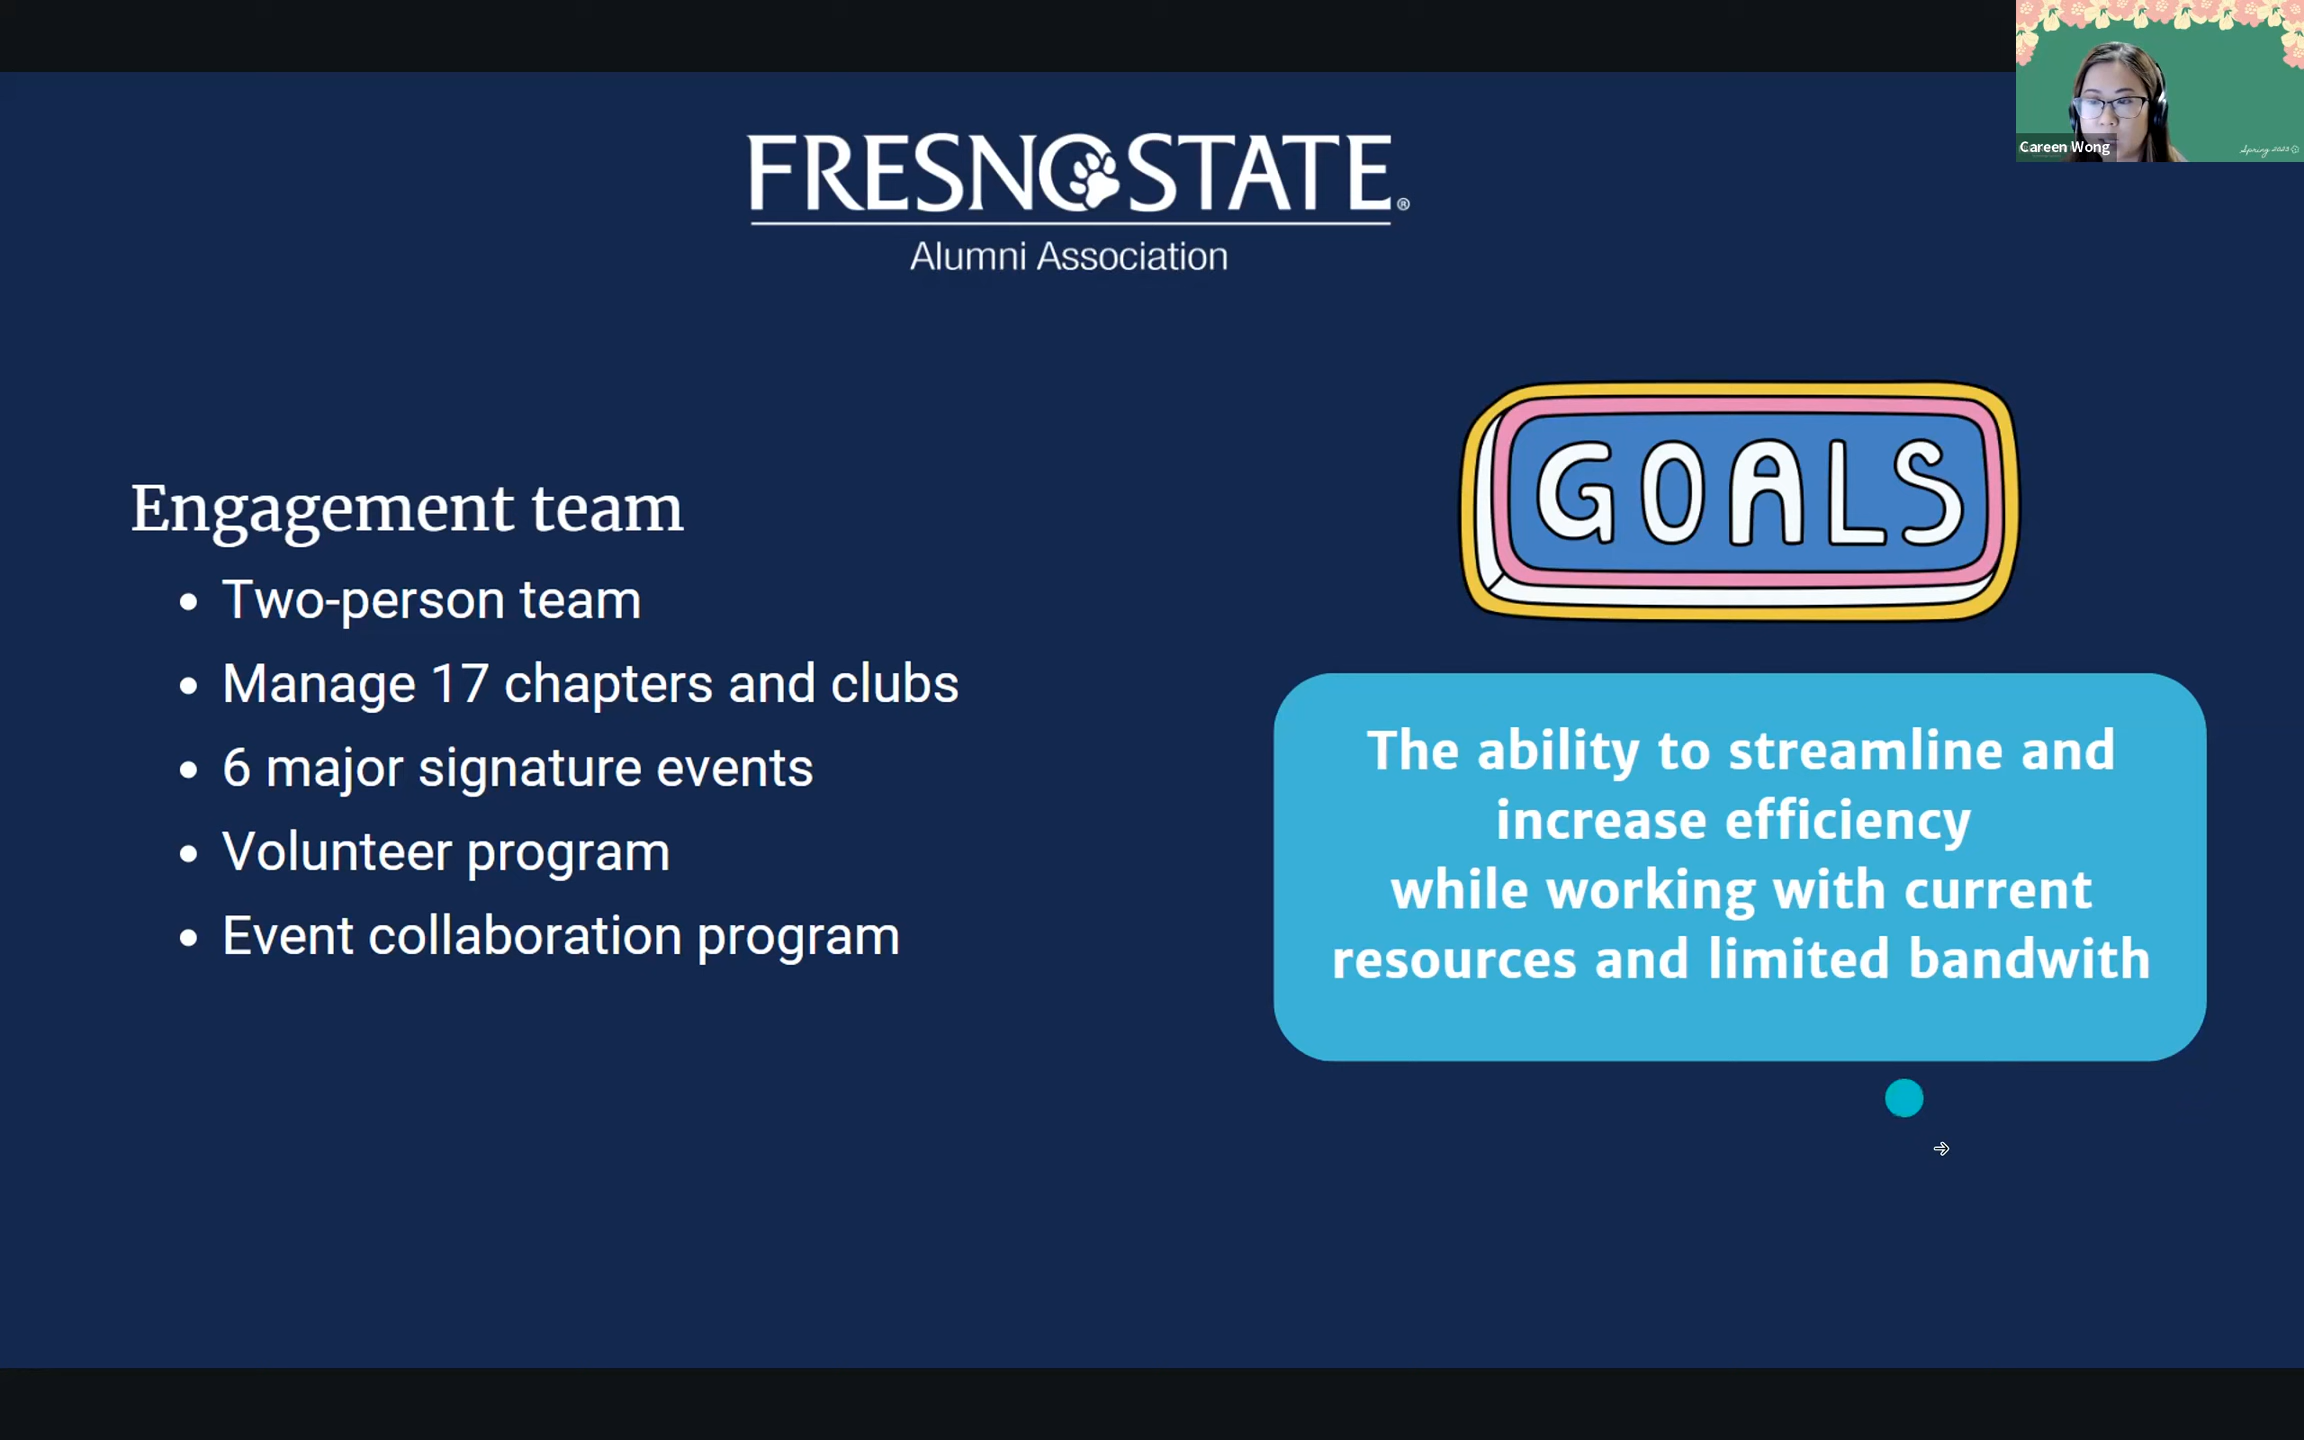 FRESNO STATE®
Alumni Association
Careen Wong
Spring 2023
Engagement team
• Two-person team
• Manage 17 chapters and clubs
• 6 major signature events
• Volunteer program
• Event collaboration program
GOALS
The ability to streamline and
increase efficiency
while working with current
resources and limited bandwith